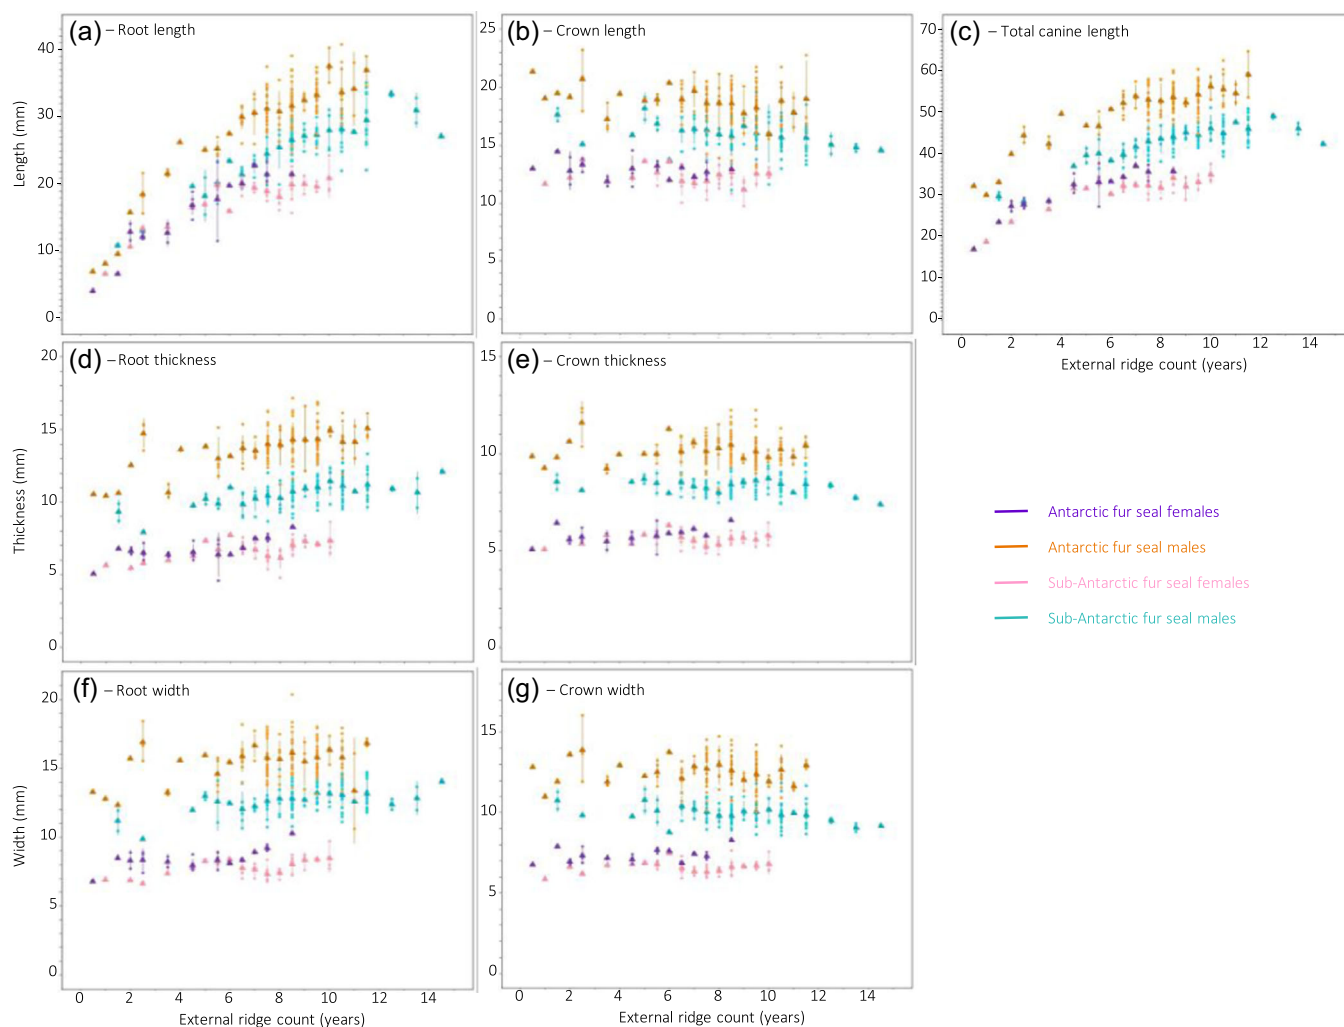 (a) – Root length
40
30
20
10
0
Length (mm)
(b) – Crown length
25
20
15
10
5
0
(c) – Total canine length
70
60
50
40
30
20
10
0
0 2 4 6 8 10 12 14
External ridge count (years)
(d) – Root thickness
20
15
10
5
0
Thickness (mm)
(e) – Crown thickness
15
10
5
0
Antarctic fur seal females
Antarctic fur seal males
Sub-Antarctic fur seal females
Sub-Antarctic fur seal males
(f) – Root width
20
15
10
5
0
Width (mm)
0 2 4 6 8 10 12 14
External ridge count (years)
(g) – Crown width
15
10
5
0
0 2 4 6 8 10 12 14
External ridge count (years)